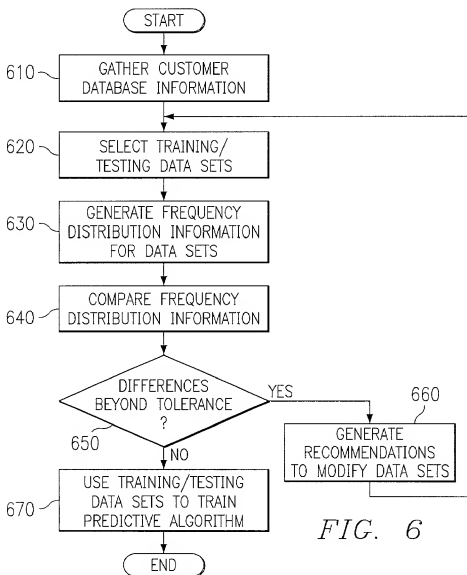 START
610
GATHER CUSTOMER
DATABASE INFORMATION
620
SELECT TRAINING/
TESTING DATA SETS
630
GENERATE FREQUENCY
DISTRIBUTION INFORMATION
FOR DATA SETS
640
COMPARE FREQUENCY
DISTRIBUTION INFORMATION
DIFFERENCES
BEYOND TOLERANCE
?
650
YES
NO
660
GENERATE
RECOMMENDATIONS
TO MODIFY DATA SETS
670
USE TRAINING/TESTING
DATA SETS TO TRAIN
PREDICTIVE ALGORITHM
FIG. 6
END